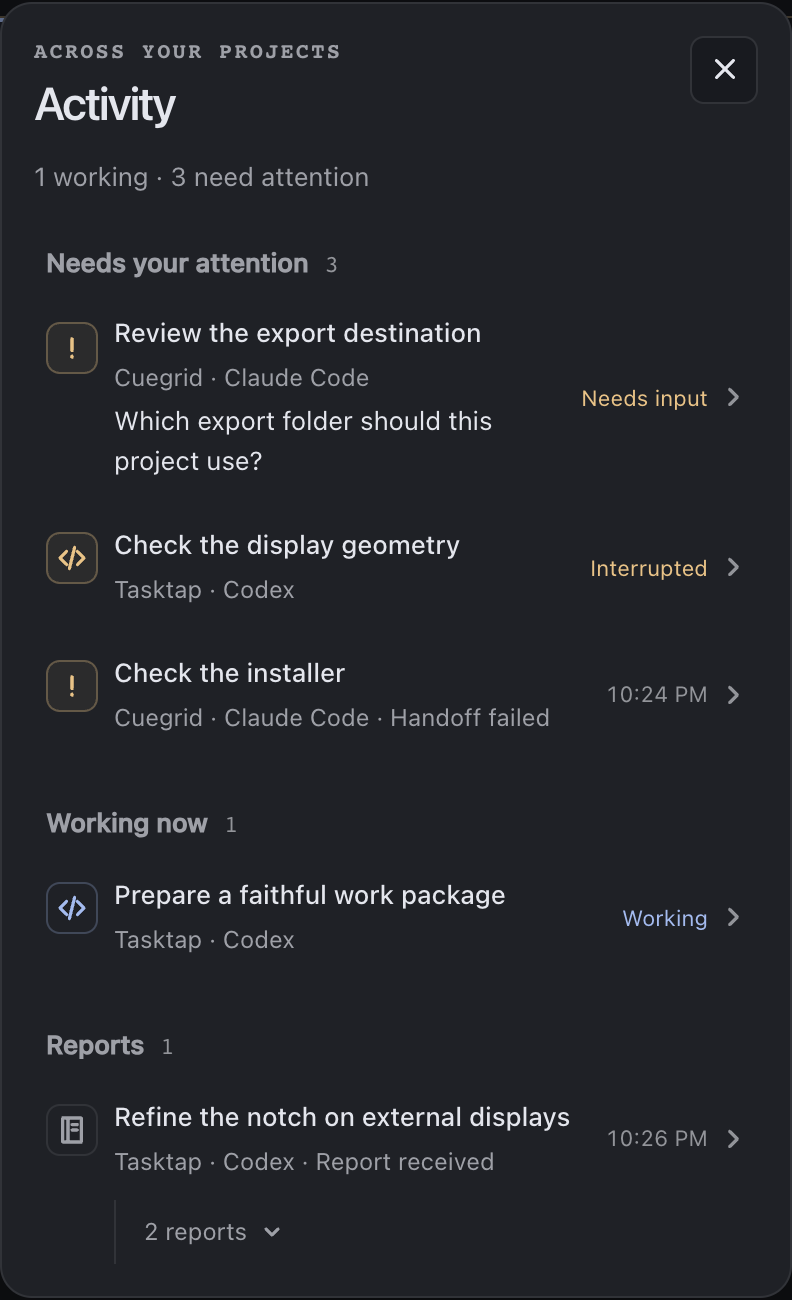 ACROSS YOUR PROJECTS
Activity
1 working · 3 need attention
Needs your attention 3
Review the export destination
Cuegrid · Claude Code
Which export folder should this
project use?
Needs input
Check the display geometry
Tasktap · Codex
Interrupted
Check the installer
Cuegrid · Claude Code · Handoff failed
10:24 PM
Working now 1
Prepare a faithful work package
Tasktap · Codex
Working
Reports 1
Refine the notch on external displays
Tasktap · Codex · Report received
10:26 PM
2 reports